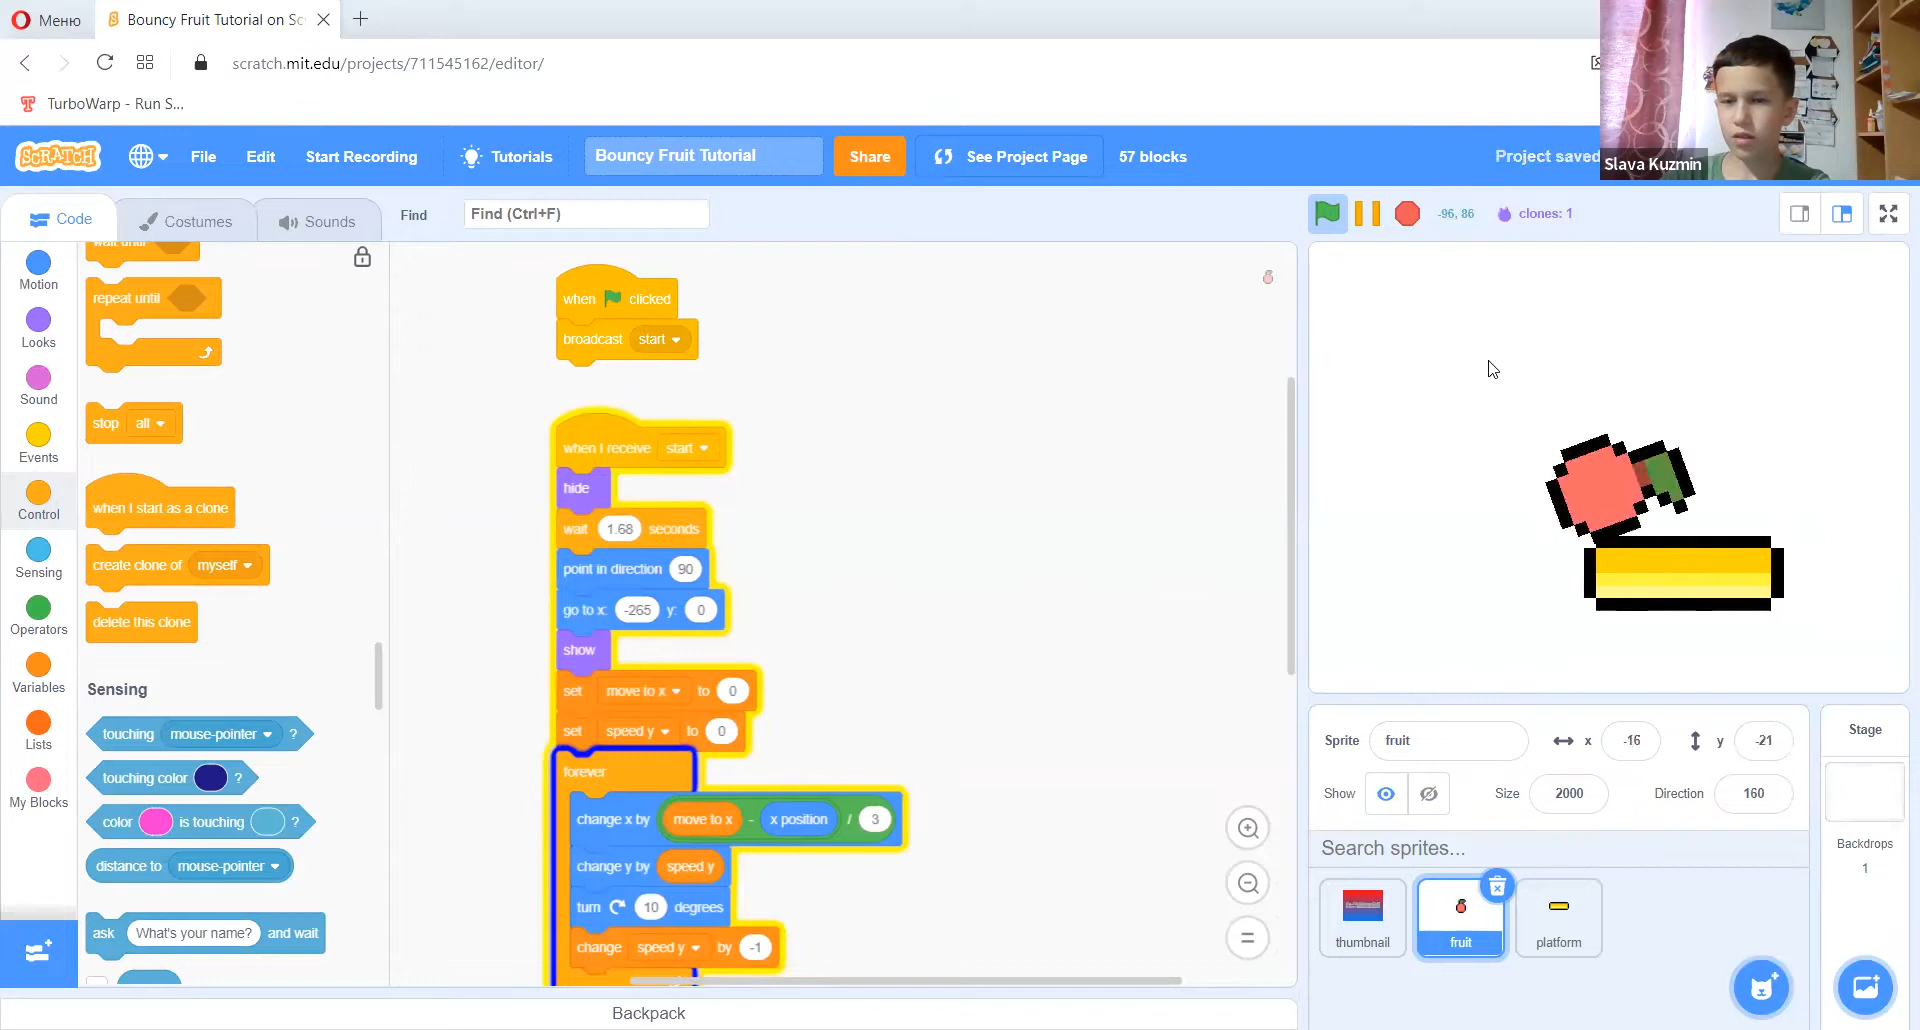 Меню
Bouncy Fruit Tutorial on Sc
scratch.mit.edu/projects/711545162/editor/
TurboWarp - Run S...
SCRATCH
File
Edit
Start Recording
Tutorials
Bouncy Fruit Tutorial
Share
See Project Page
57 blocks
Project saved
Slava Kuzmin
Code
Costumes
Sounds
Find
Find (Ctrl+F)
-96, 86
clones: 1
Motion
Looks
Sound
Events
Control
Sensing
Operators
Variables
Lists
My Blocks
wait until
repeat until
stop all
when I start as a clone
create clone of myself
delete this clone
Sensing
touching mouse-pointer ?
touching color ?
color is touching ?
distance to mouse-pointer
ask What's your name? and wait
when clicked
broadcast start
when I receive start
hide
wait 1.68 seconds
point in direction 90
go to x: -265 y: 0
show
set move to x to 0
set speed y to 0
forever
change x by move to x - x position / 3
change y by speed y
turn 10 degrees
change speed y by -1
Backpack
Sprite fruit x -16 y -21
Show Size 2000 Direction 160
Search sprites...
thumbnail
fruit
platform
Stage
Backdrops
1